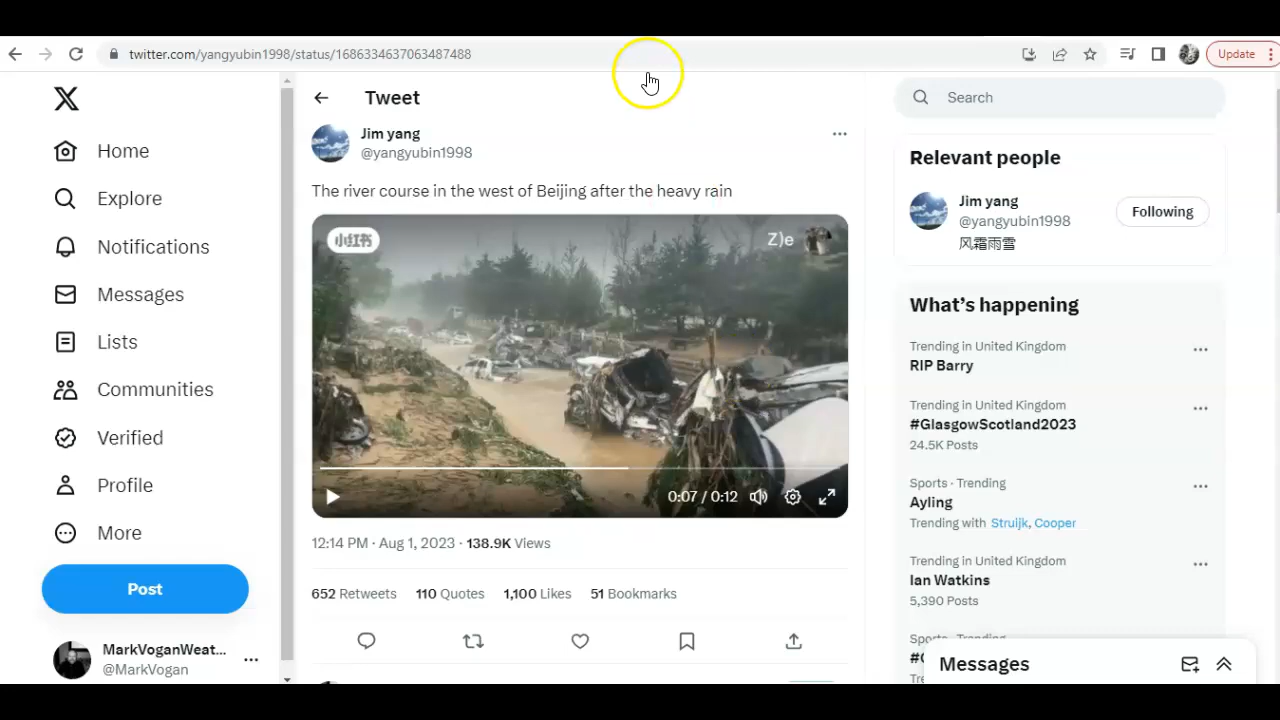 twitter.com/yangyubin1998/status/1686334637063487488
Update
Home
Explore
Notifications
Messages
Lists
Communities
Verified
Profile
More
Post
MarkVoganWeat...
@MarkVogan
Tweet
Jim yang
@yangyubin1998
The river course in the west of Beijing after the heavy rain
小红书
Z)e
0:07 / 0:12
12:14 PM · Aug 1, 2023 · 138.9K Views
652 Retweets 110 Quotes 1,100 Likes 51 Bookmarks
Search
Relevant people
Jim yang
@yangyubin1998
Following
风霜雨雪
What's happening
Trending in United Kingdom
RIP Barry
Trending in United Kingdom
#GlasgowScotland2023
24.5K Posts
Sports · Trending
Ayling
Trending with Struijk, Cooper
Trending in United Kingdom
Ian Watkins
5,390 Posts
Sports · Trending
Messages